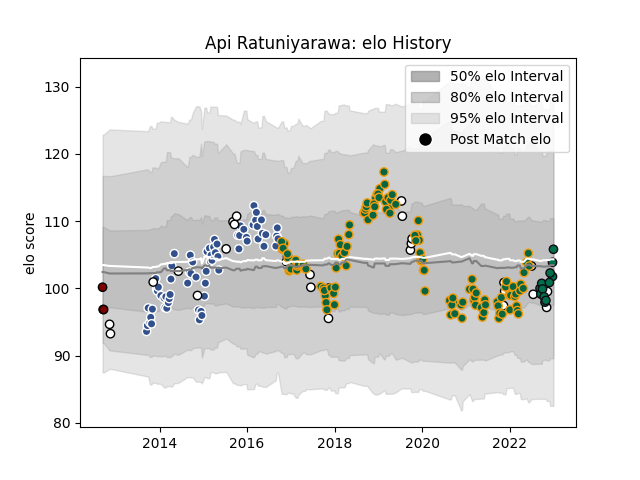 Api Ratuniyarawa: elo History
50% elo Interval
80% elo Interval
95% elo Interval
Post Match elo
elo score
130
120
110
100
90
80
2014
2016
2018
2020
2022